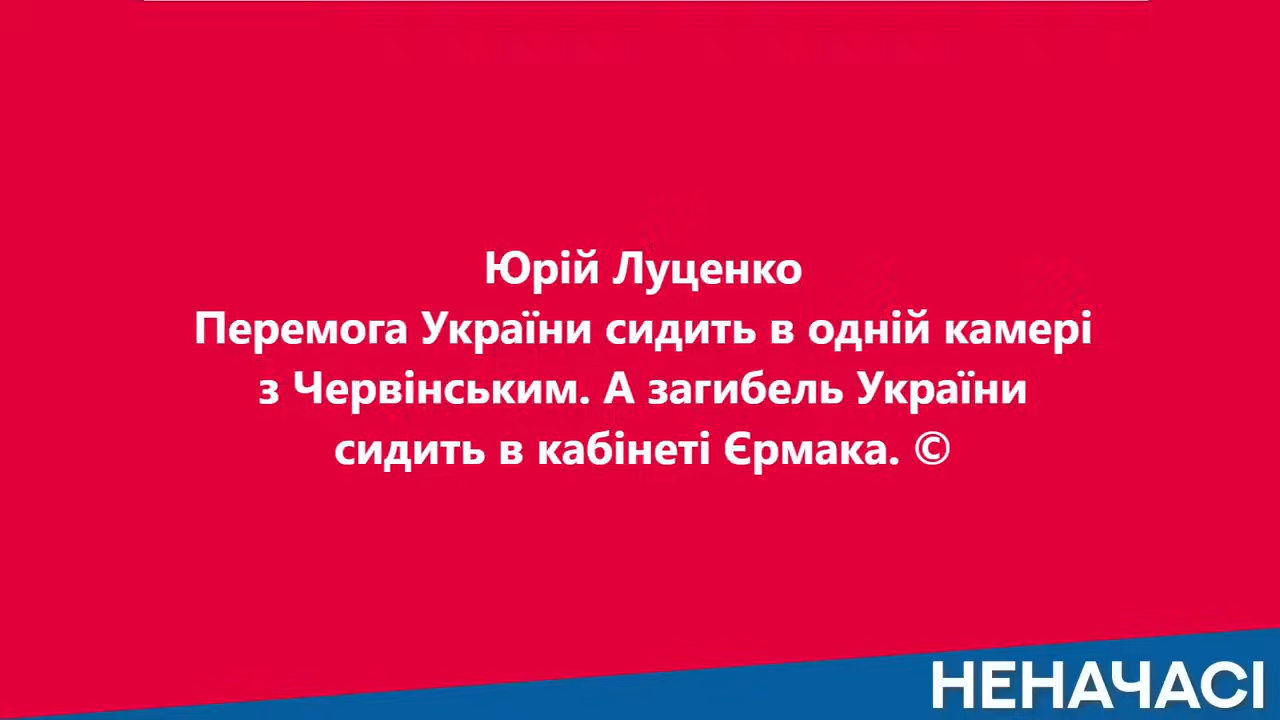 Юрій Луценко
Перемога України сидить в одній камері
з Червінським. А загибель України
сидить в кабінеті Єрмака. ©
НЕНАЧАСІ